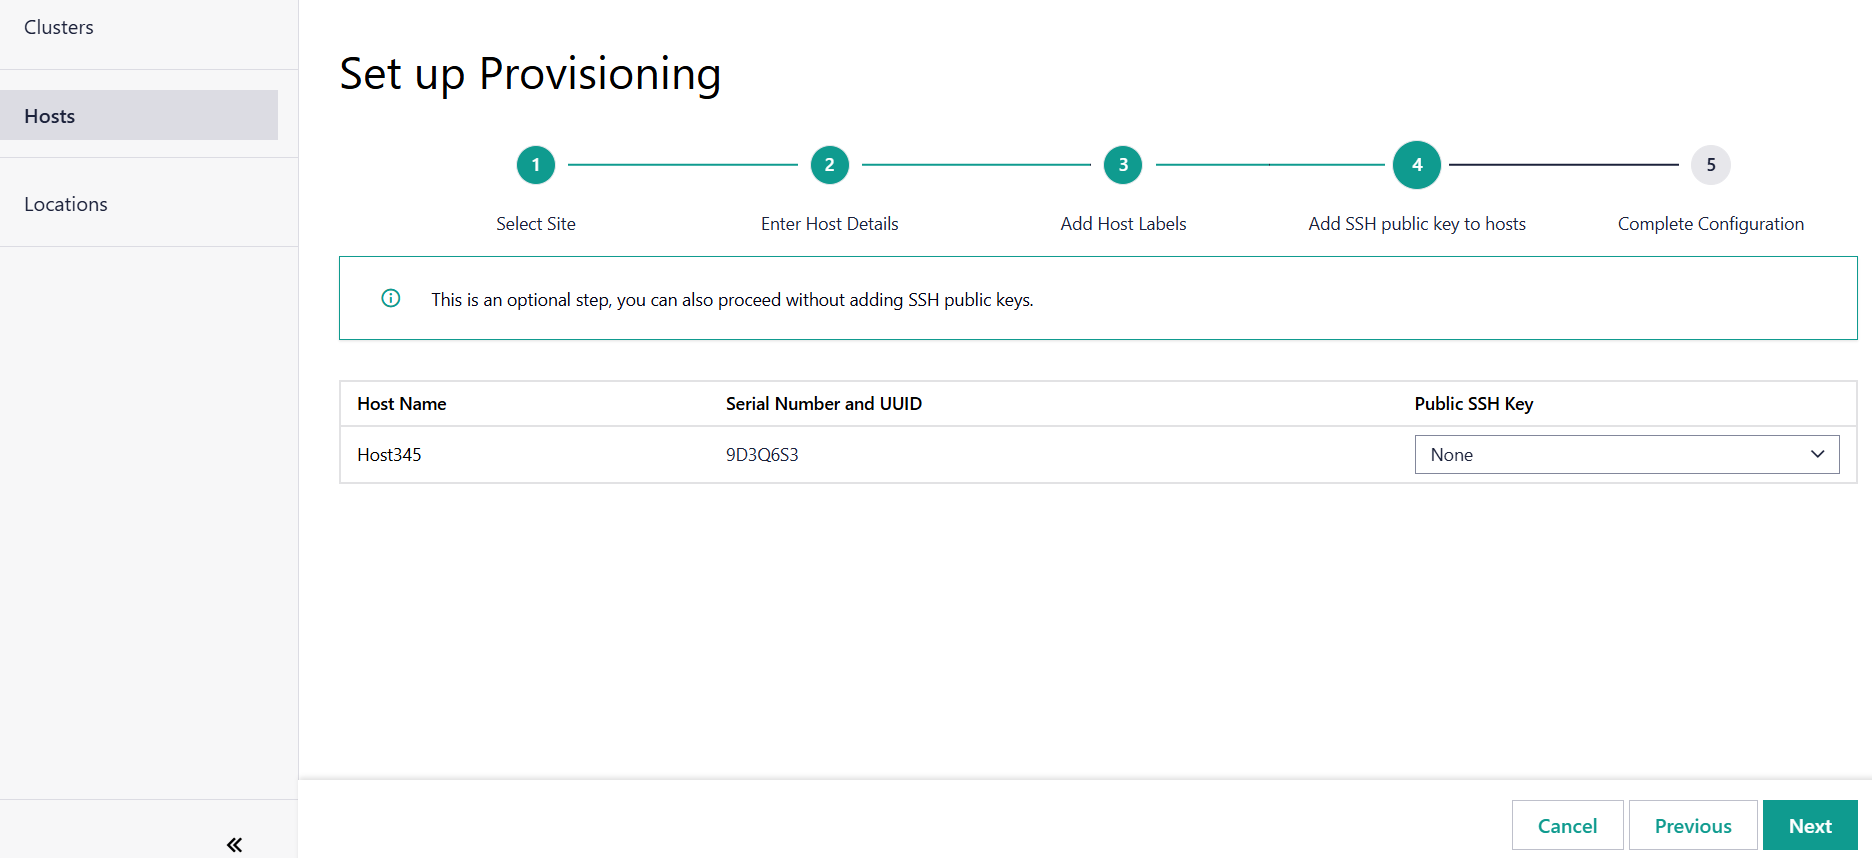 Clusters
Hosts
Locations
Set up Provisioning
1 2 3 4 5
Select Site Enter Host Details Add Host Labels Add SSH public key to hosts Complete Configuration
This is an optional step, you can also proceed without adding SSH public keys.
Host Name Serial Number and UUID Public SSH Key
Host345 9D3Q6S3 None
Cancel Previous Next